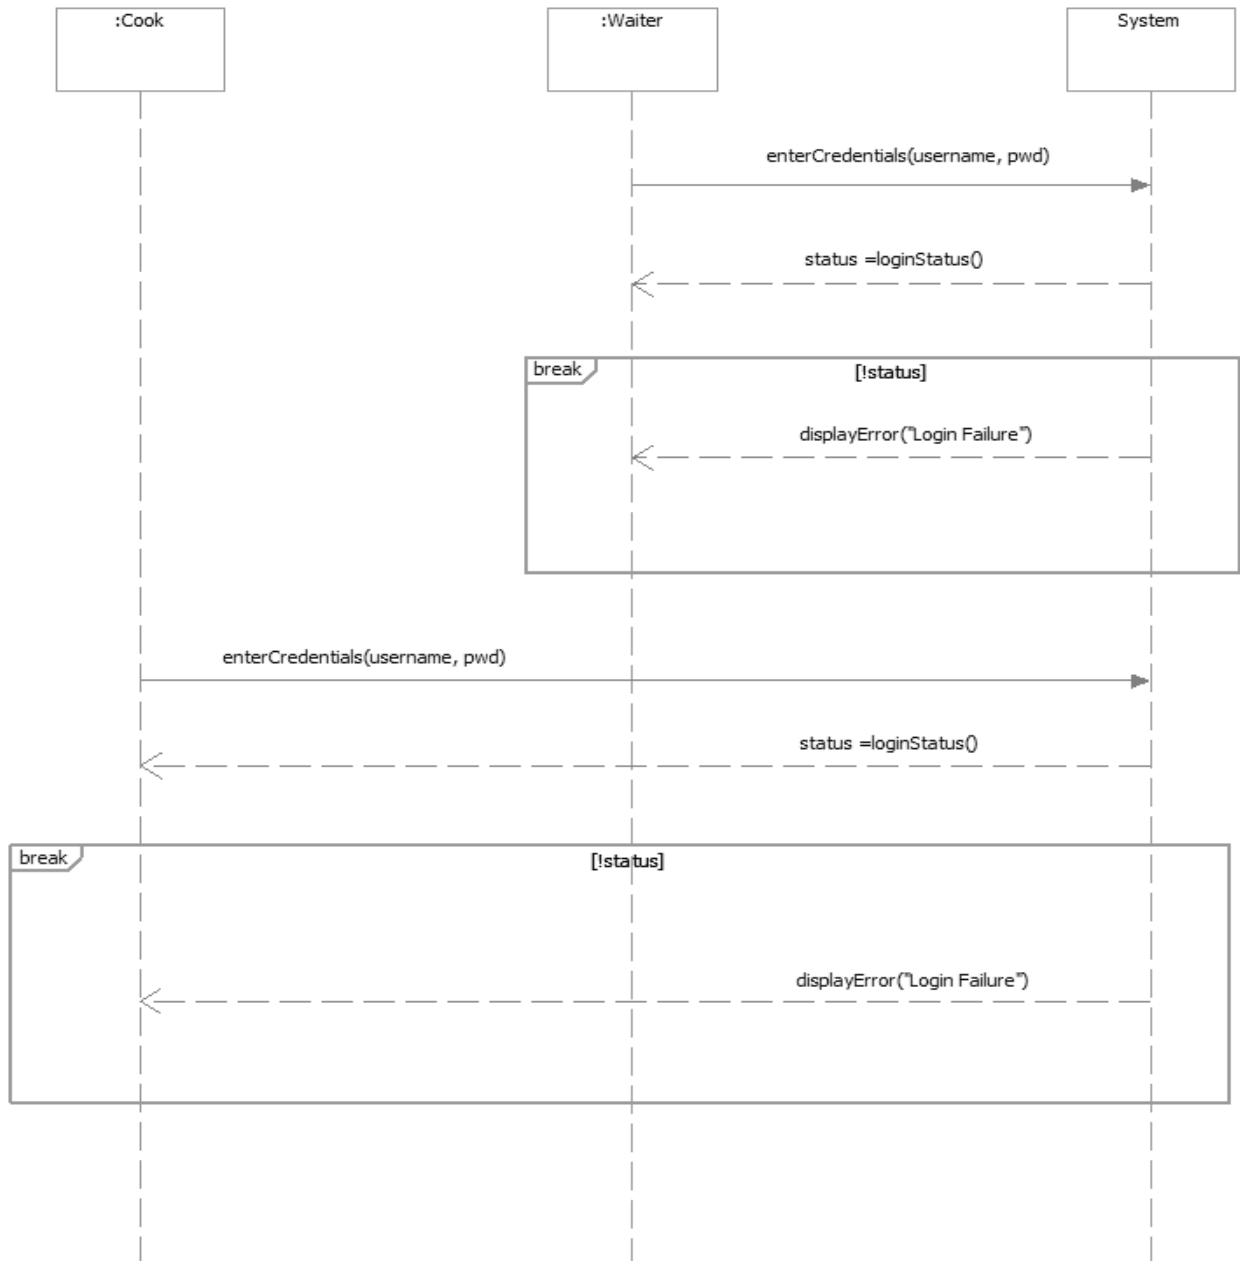 :Cook
:Waiter
System
enterCredentials(username, pwd)
status =loginStatus()
break
[!status]
displayError("Login Failure")
enterCredentials(username, pwd)
status =loginStatus()
break
[!status]
displayError("Login Failure")